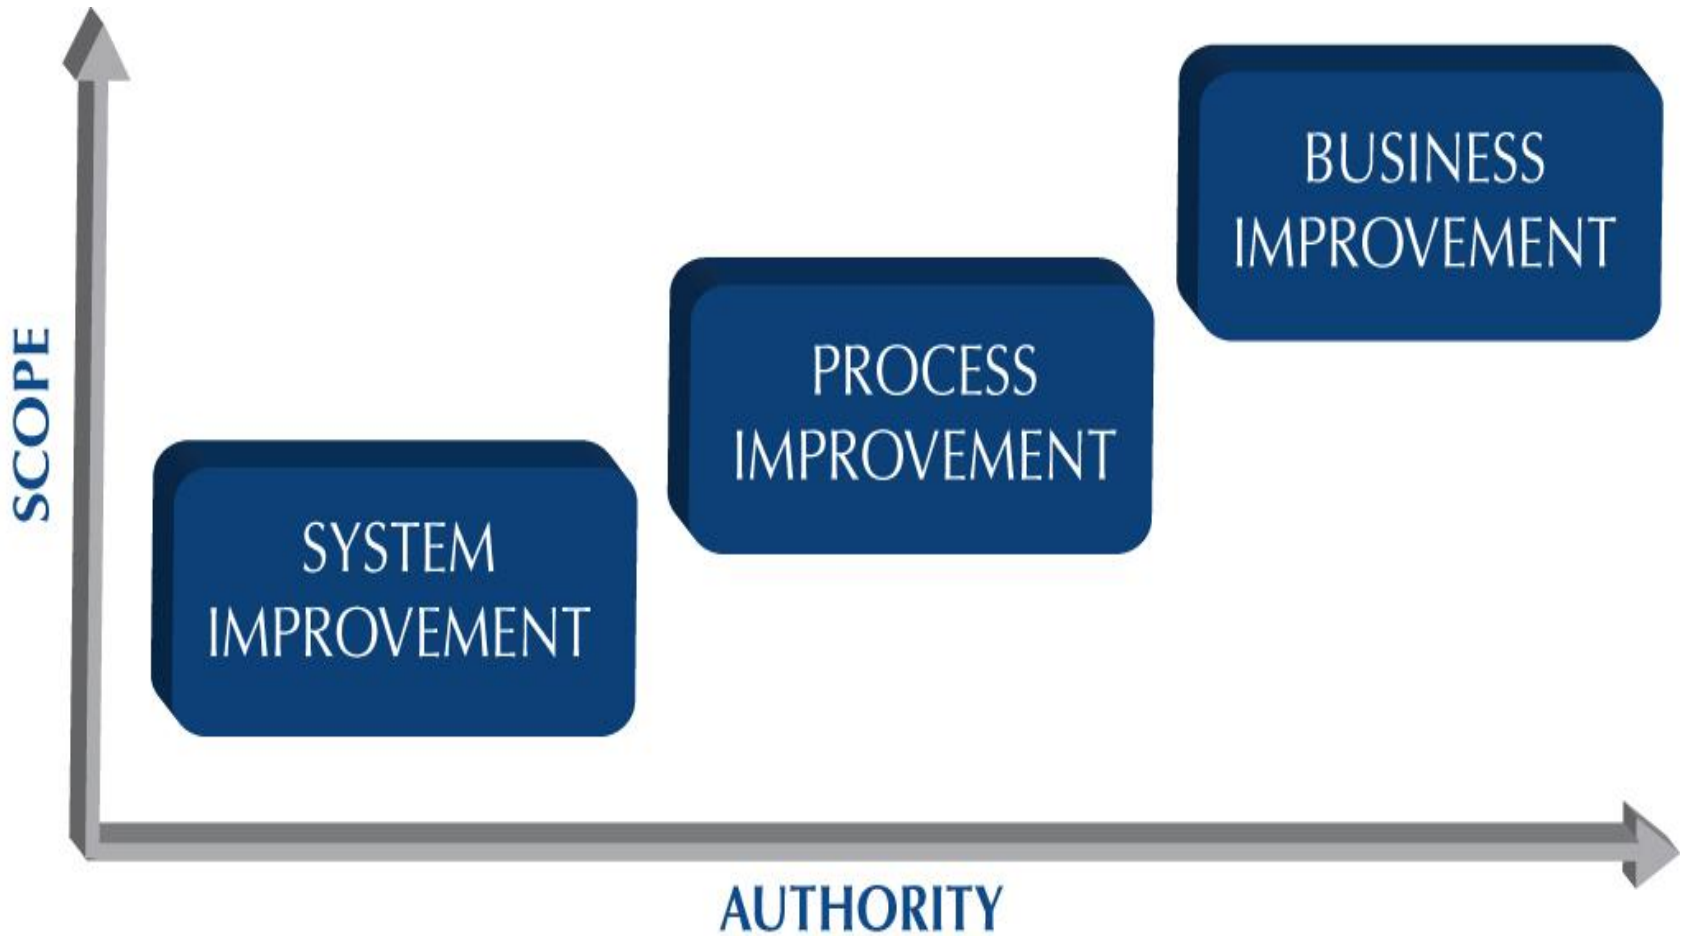 BUSINESS
IMPROVEMENT
PROCESS
IMPROVEMENT
SYSTEM
IMPROVEMENT
SCOPE
AUTHORITY